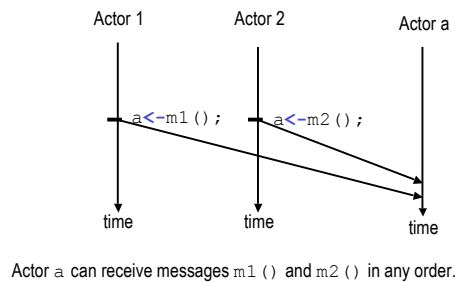 Actor 1 Actor 2 Actor a
a<-m1(); a<-m2();
time time time
Actor a can receive messages m1() and m2() in any order.